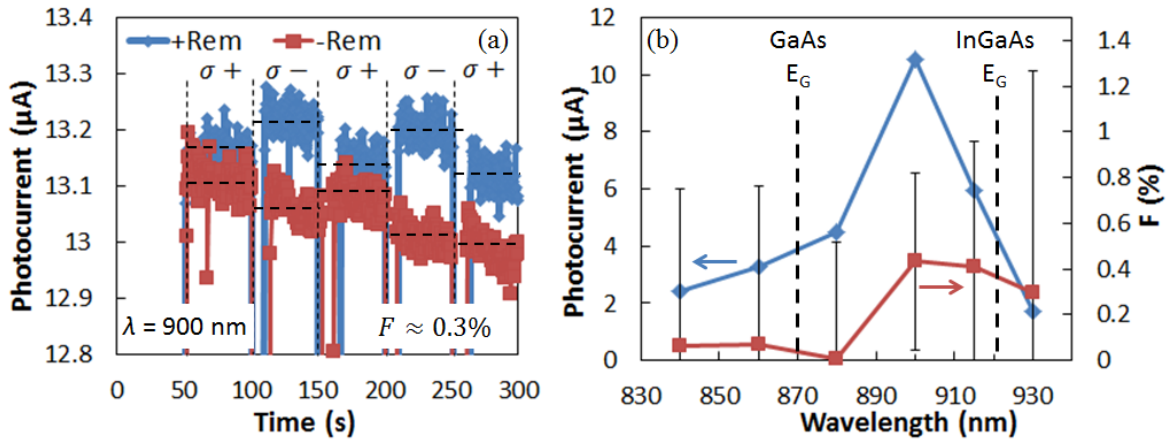 13.4
13.3
13.2
13.1
13
12.9
12.8
Photocurrent (μA)
+Rem
-Rem
(a)
σ + σ − σ + σ − σ +
λ = 900 nm
F ≈ 0.3%
0 50 100 150 200 250 300
Time (s)
12
10
8
6
4
2
0
Photocurrent (μA)
(b)
GaAs
E_G
InGaAs
E_G
1.4
1.2
1
0.8
0.6
0.4
0.2
0
F (%)
830 850 870 890 910 930
Wavelength (nm)